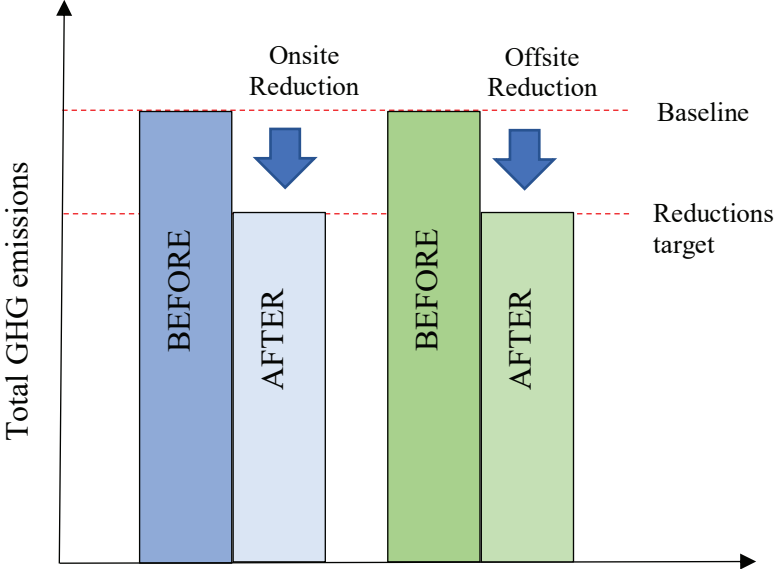 Onsite
Reduction
Offsite
Reduction
Baseline
Reductions
target
Total GHG emissions
BEFORE
AFTER
BEFORE
AFTER